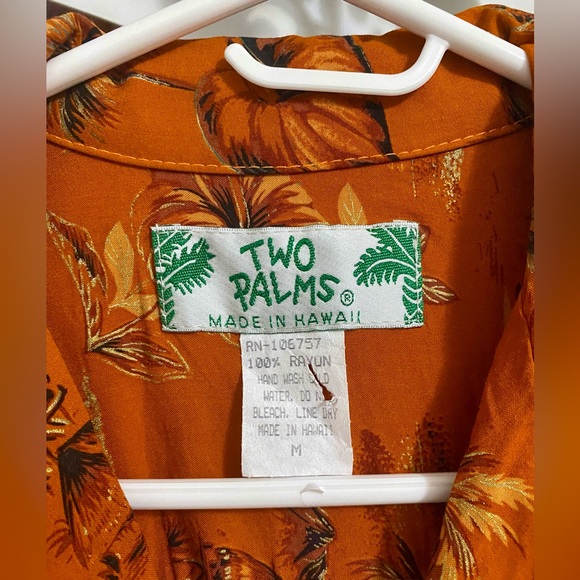 TWO
PALMS®
MADE IN HAWAII
RN-106757
100% RAYON
HAND WASH COLD
WATER. DO NOT
BLEACH. LINE DRY
MADE IN HAWAII
M